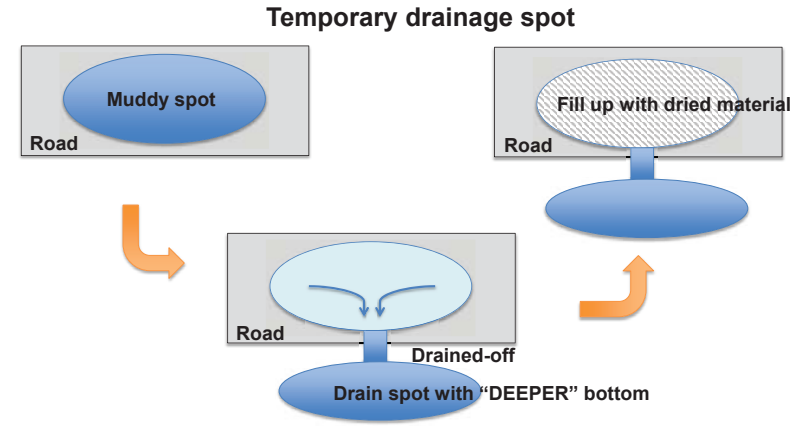 Temporary drainage spot
Muddy spot
Road
Fill up with dried material
Road
Road
Drained-off
Drain spot with “DEEPER” bottom